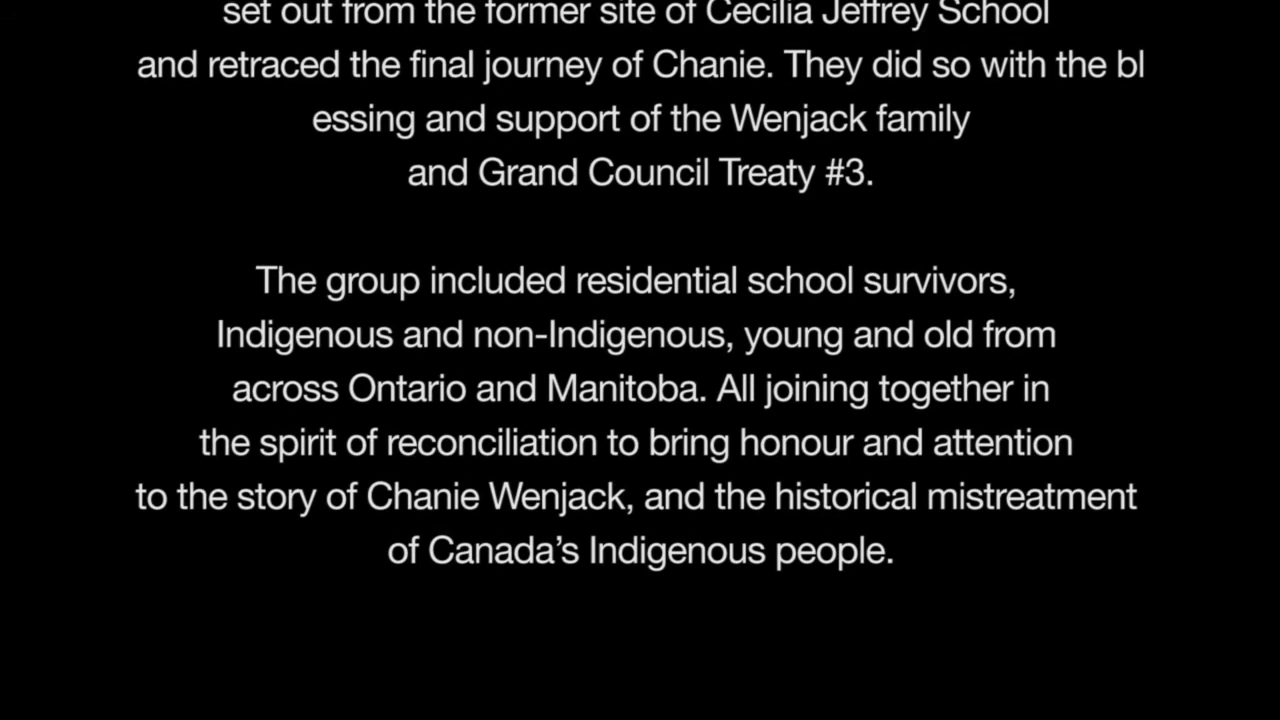 set out from the former site of Cecilia Jeffrey School
and retraced the final journey of Chanie. They did so with the bl
essing and support of the Wenjack family
and Grand Council Treaty #3.
The group included residential school survivors,
Indigenous and non-Indigenous, young and old from
across Ontario and Manitoba. All joining together in
the spirit of reconciliation to bring honour and attention
to the story of Chanie Wenjack, and the historical mistreatment
of Canada’s Indigenous people.